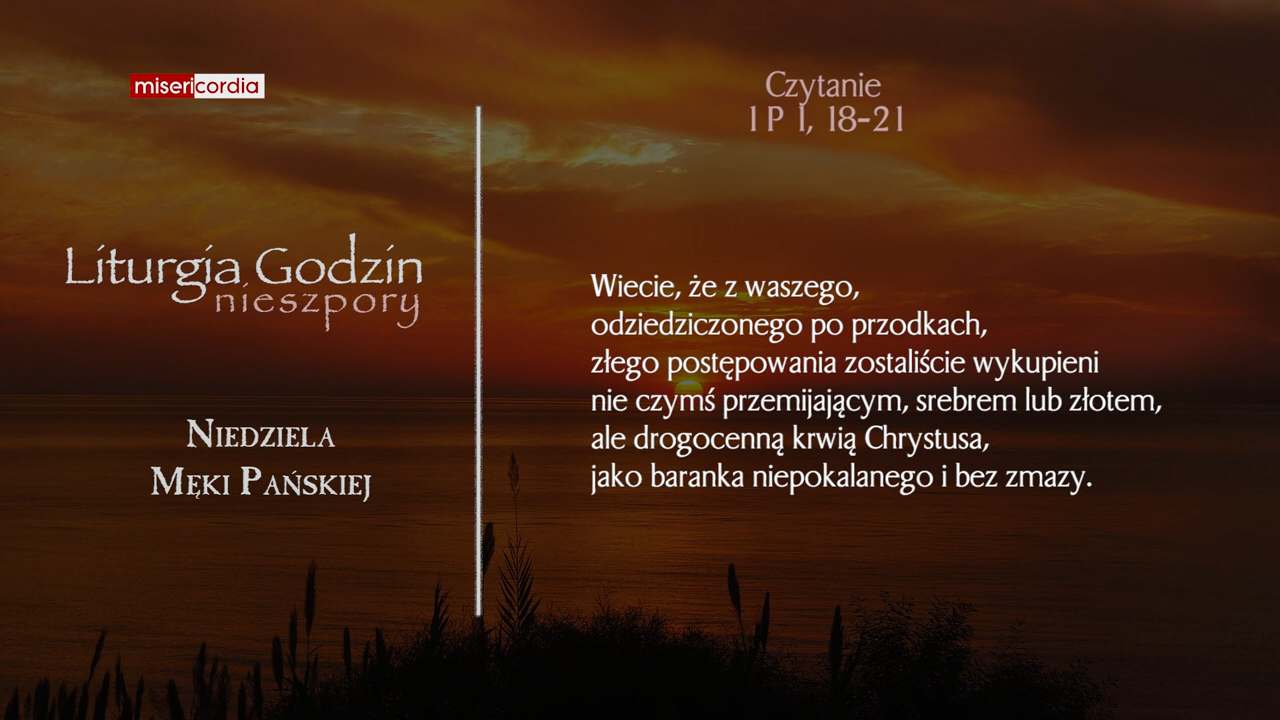 misericordia
Liturgia Godzin
nieszpory
Niedziela
Męki Pańskiej
Czytanie
1 P 1, 18-21
Wiecie, że z waszego,
odziedziczonego po przodkach,
złego postępowania zostaliście wykupieni
nie czymś przemijającym, srebrem lub złotem,
ale drogocenną krwią Chrystusa,
jako baranka niepokalanego i bez zmazy.